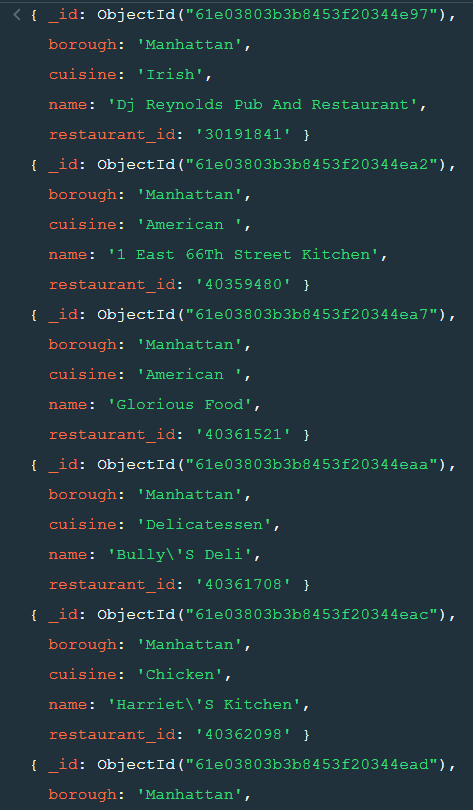 < { _id: ObjectId("61e03803b3b8453f20344e97"),
borough: 'Manhattan',
cuisine: 'Irish',
name: 'Dj Reynolds Pub And Restaurant',
restaurant_id: '30191841' }
{ _id: ObjectId("61e03803b3b8453f20344ea2"),
borough: 'Manhattan',
cuisine: 'American ',
name: '1 East 66Th Street Kitchen',
restaurant_id: '40359480' }
{ _id: ObjectId("61e03803b3b8453f20344ea7"),
borough: 'Manhattan',
cuisine: 'American ',
name: 'Glorious Food',
restaurant_id: '40361521' }
{ _id: ObjectId("61e03803b3b8453f20344eaa"),
borough: 'Manhattan',
cuisine: 'Delicatessen',
name: 'Bully\'S Deli',
restaurant_id: '40361708' }
{ _id: ObjectId("61e03803b3b8453f20344eac"),
borough: 'Manhattan',
cuisine: 'Chicken',
name: 'Harriet\'S Kitchen',
restaurant_id: '40362098' }
{ _id: ObjectId("61e03803b3b8453f20344ead"),
borough: 'Manhattan',